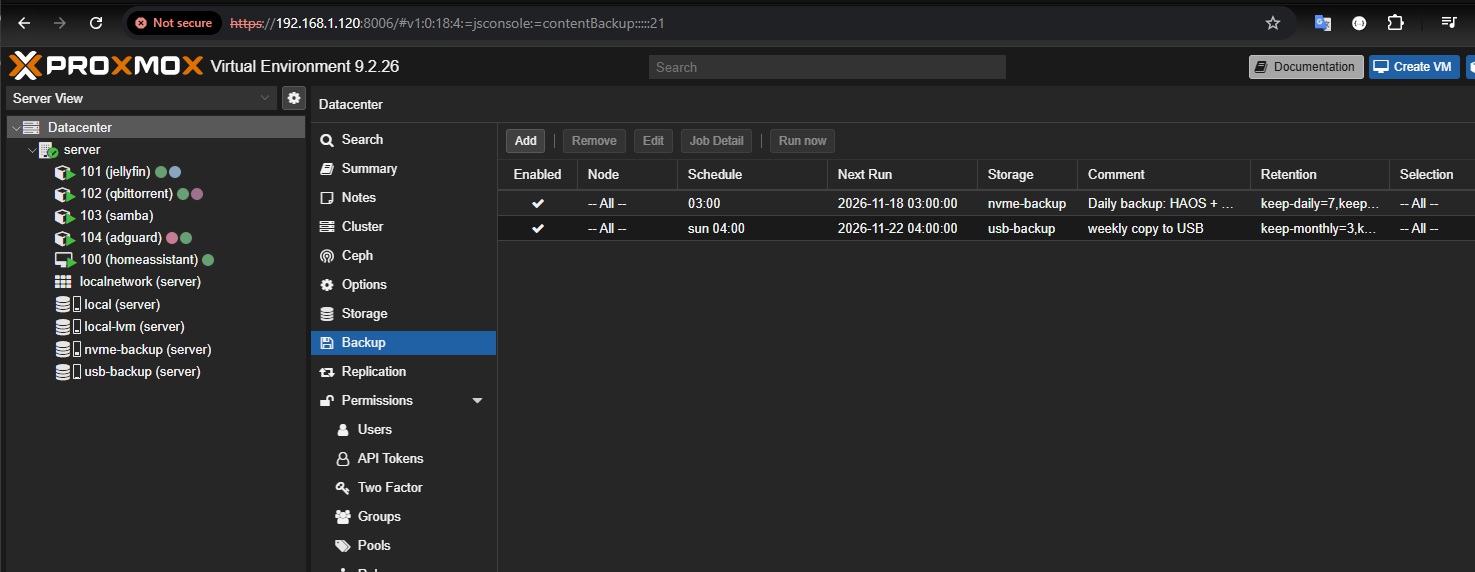 Not secure https://192.168.1.120:8006/#v1:0:18:4:=jsconsole:=contentBackup:::::21
PROXMOX Virtual Environment 9.2.26 Search Documentation Create VM
Server View
Datacenter
server
101 (jellyfin)
102 (qbittorrent)
103 (samba)
104 (adguard)
100 (homeassistant)
localnetwork (server)
local (server)
local-lvm (server)
nvme-backup (server)
usb-backup (server)
Datacenter
Search
Summary
Notes
Cluster
Ceph
Options
Storage
Backup
Replication
Permissions
Users
API Tokens
Two Factor
Groups
Pools
Add Remove Edit Job Detail Run now
Enabled Node Schedule Next Run Storage Comment Retention Selection
-- All -- 03:00 2026-11-18 03:00:00 nvme-backup Daily backup: HAOS + ... keep-daily=7,keep... -- All --
-- All -- sun 04:00 2026-11-22 04:00:00 usb-backup weekly copy to USB keep-monthly=3,k... -- All --